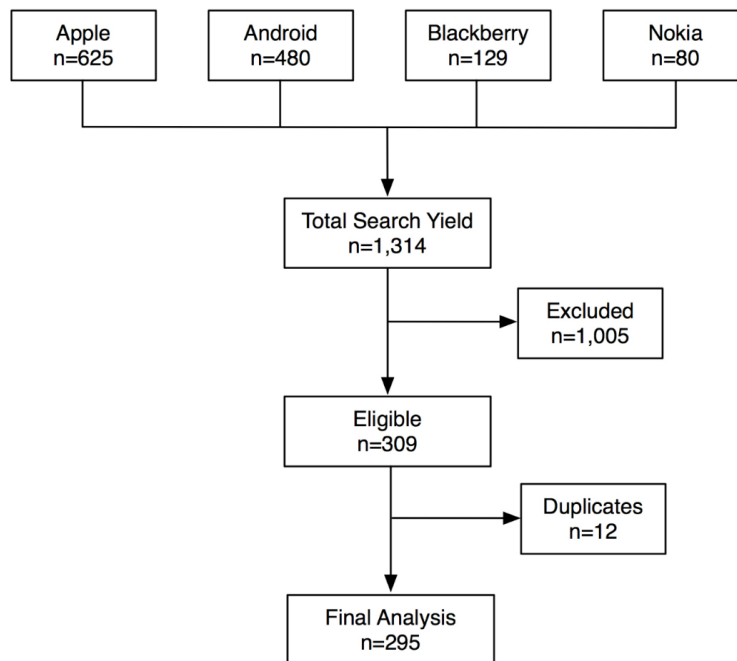 Apple
n=625
Android
n=480
Blackberry
n=129
Nokia
n=80
Total Search Yield
n=1,314
Excluded
n=1,005
Eligible
n=309
Duplicates
n=12
Final Analysis
n=295